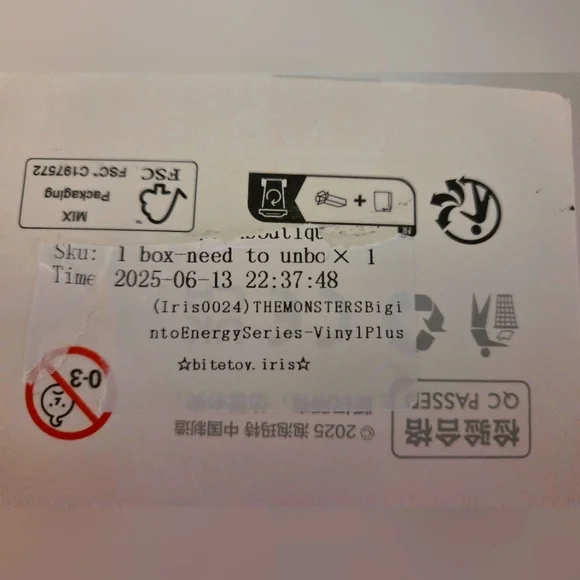 FSC® C197572
FSC
MIX
Packaging
FR
Sku: 1 box-need to unbo× 1
Time 2025-06-13 22:37:48
(Iris0024)THEMONSTERSBigi
ntoEnergySeries-VinylPlus
☆bitetoy.iris☆
0-3
© 2025 泡泡玛特 中国制造
检验合格
QC PASSED